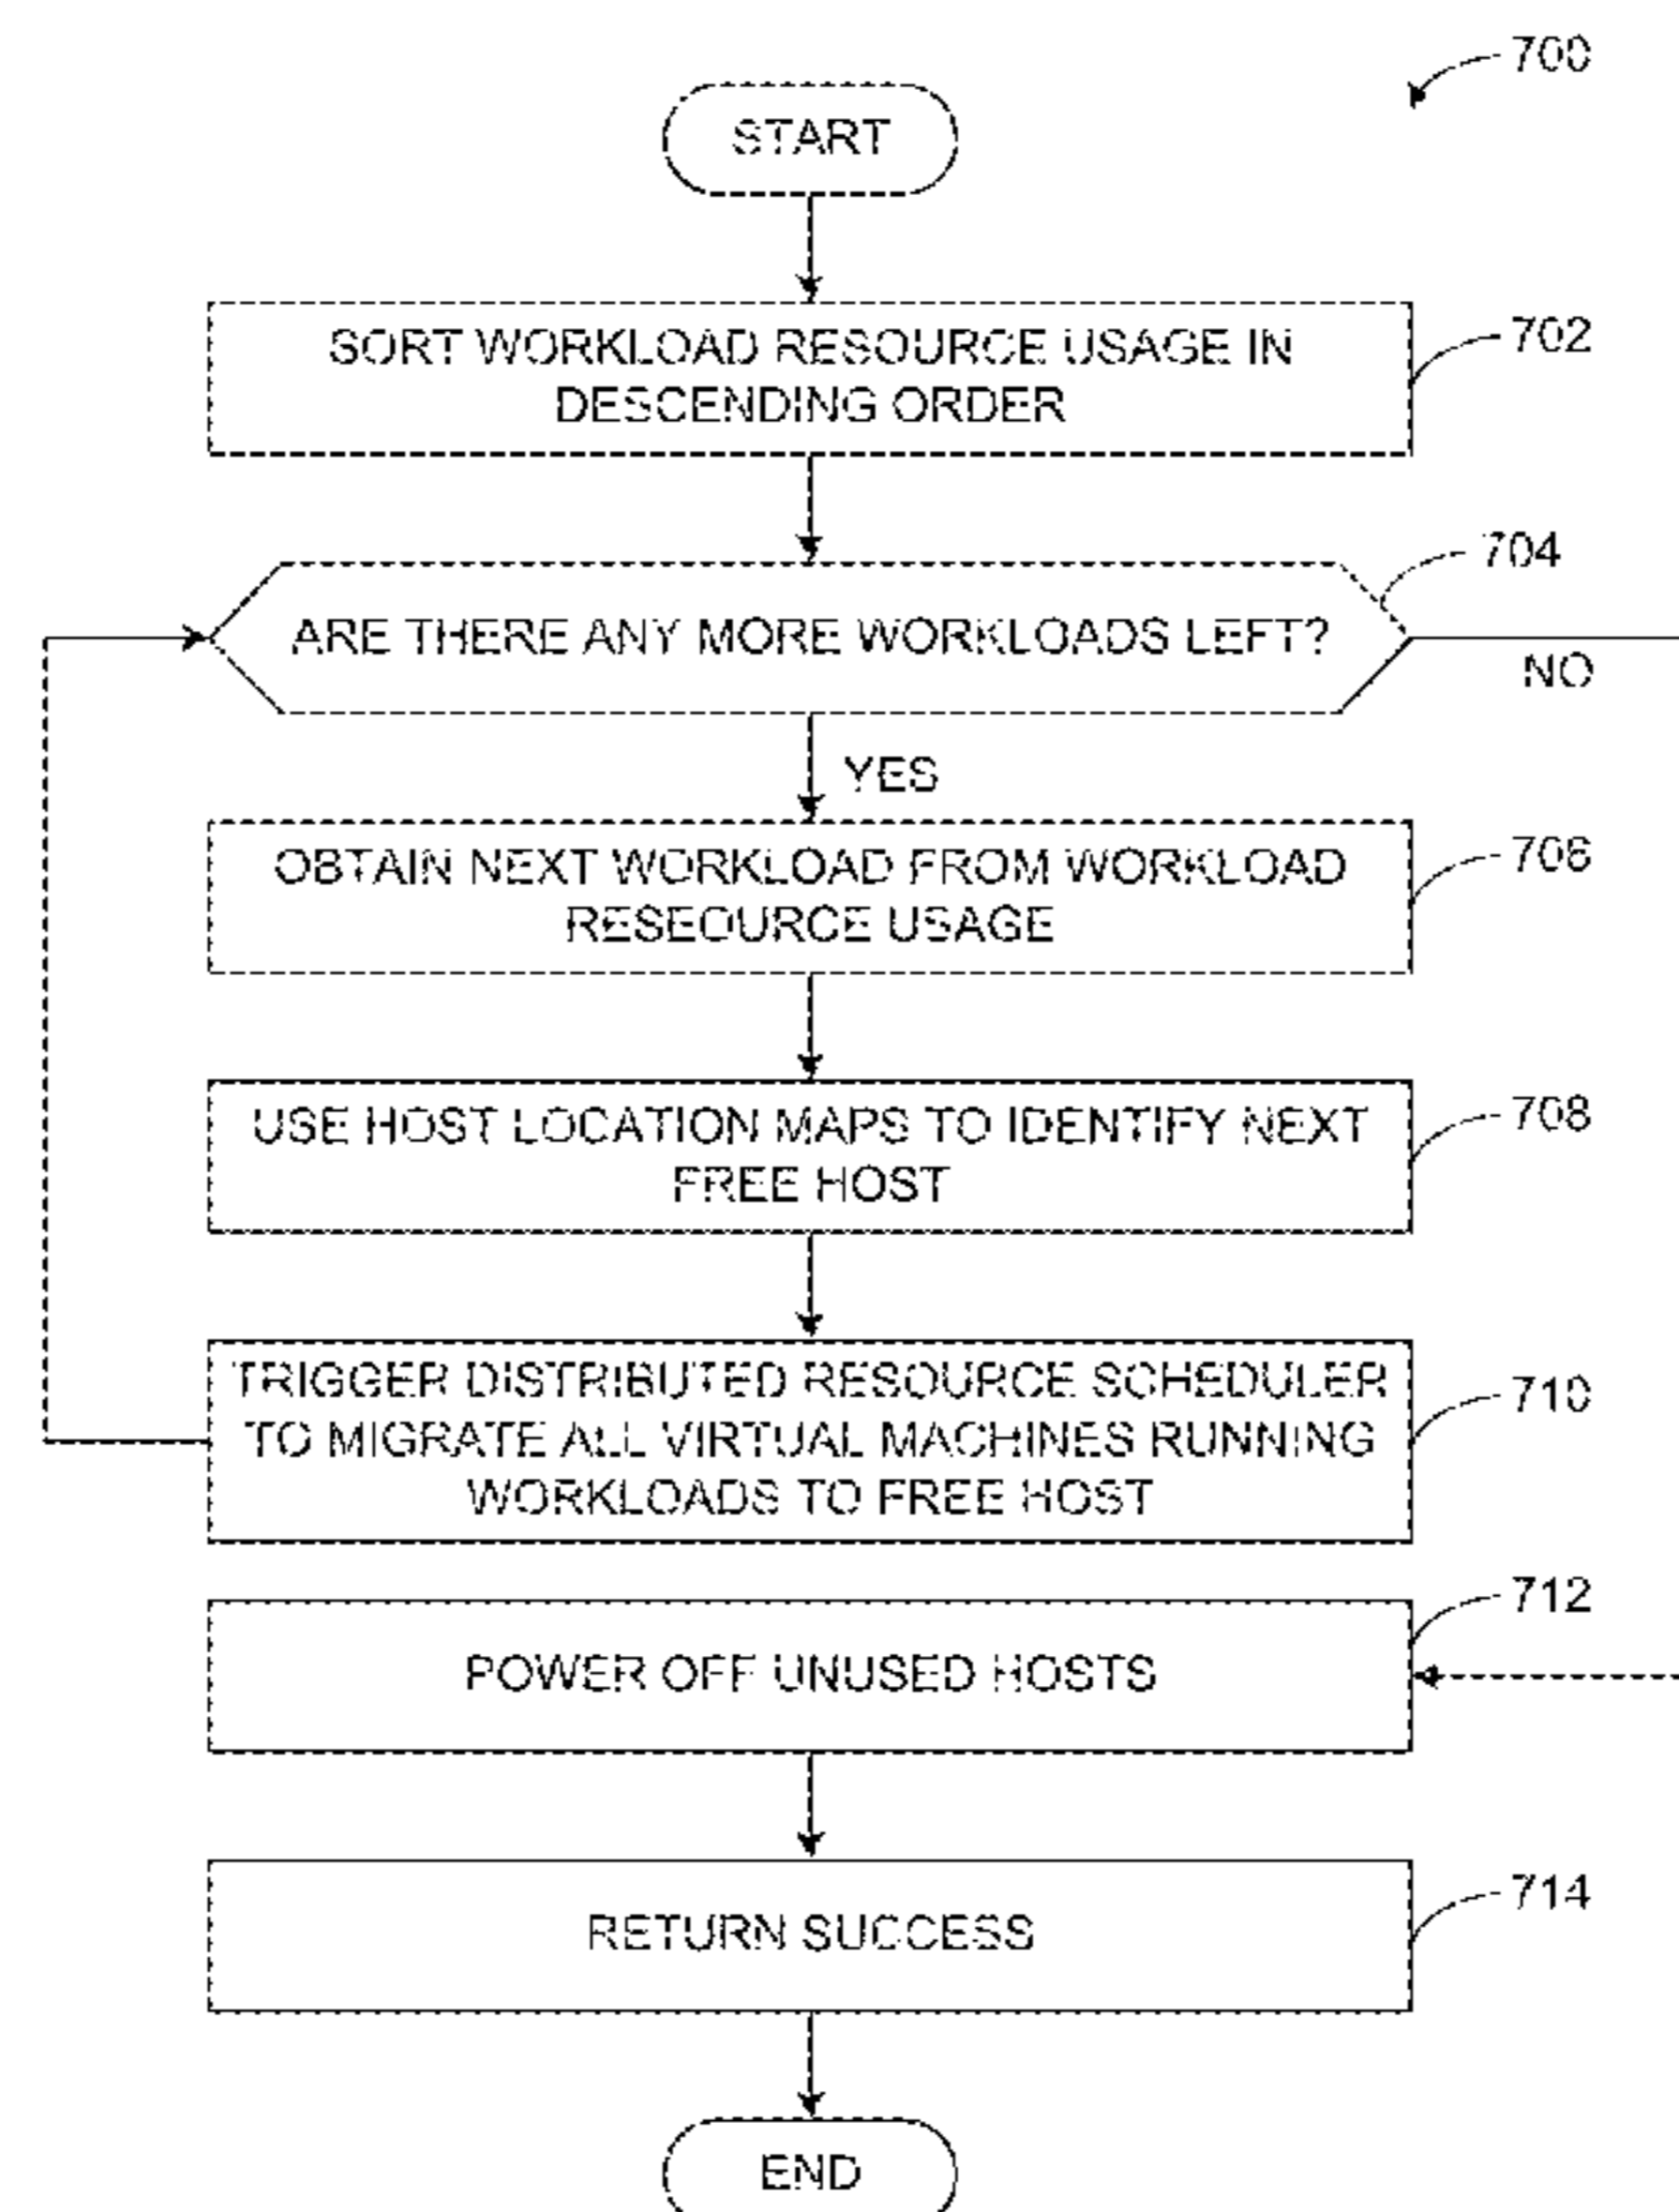 700
START
SORT WORKLOAD RESOURCE USAGE IN
DESCENDING ORDER
702
ARE THERE ANY MORE WORKLOADS LEFT?
704
NO
YES
OBTAIN NEXT WORKLOAD FROM WORKLOAD
RESEOURCE USAGE
706
USE HOST LOCATION MAPS TO IDENTIFY NEXT
FREE HOST
708
TRIGGER DISTRIBUTED RESOURCE SCHEDULER
TO MIGRATE ALL VIRTUAL MACHINES RUNNING
WORKLOADS TO FREE HOST
710
POWER OFF UNUSED HOSTS
712
RETURN SUCCESS
714
END